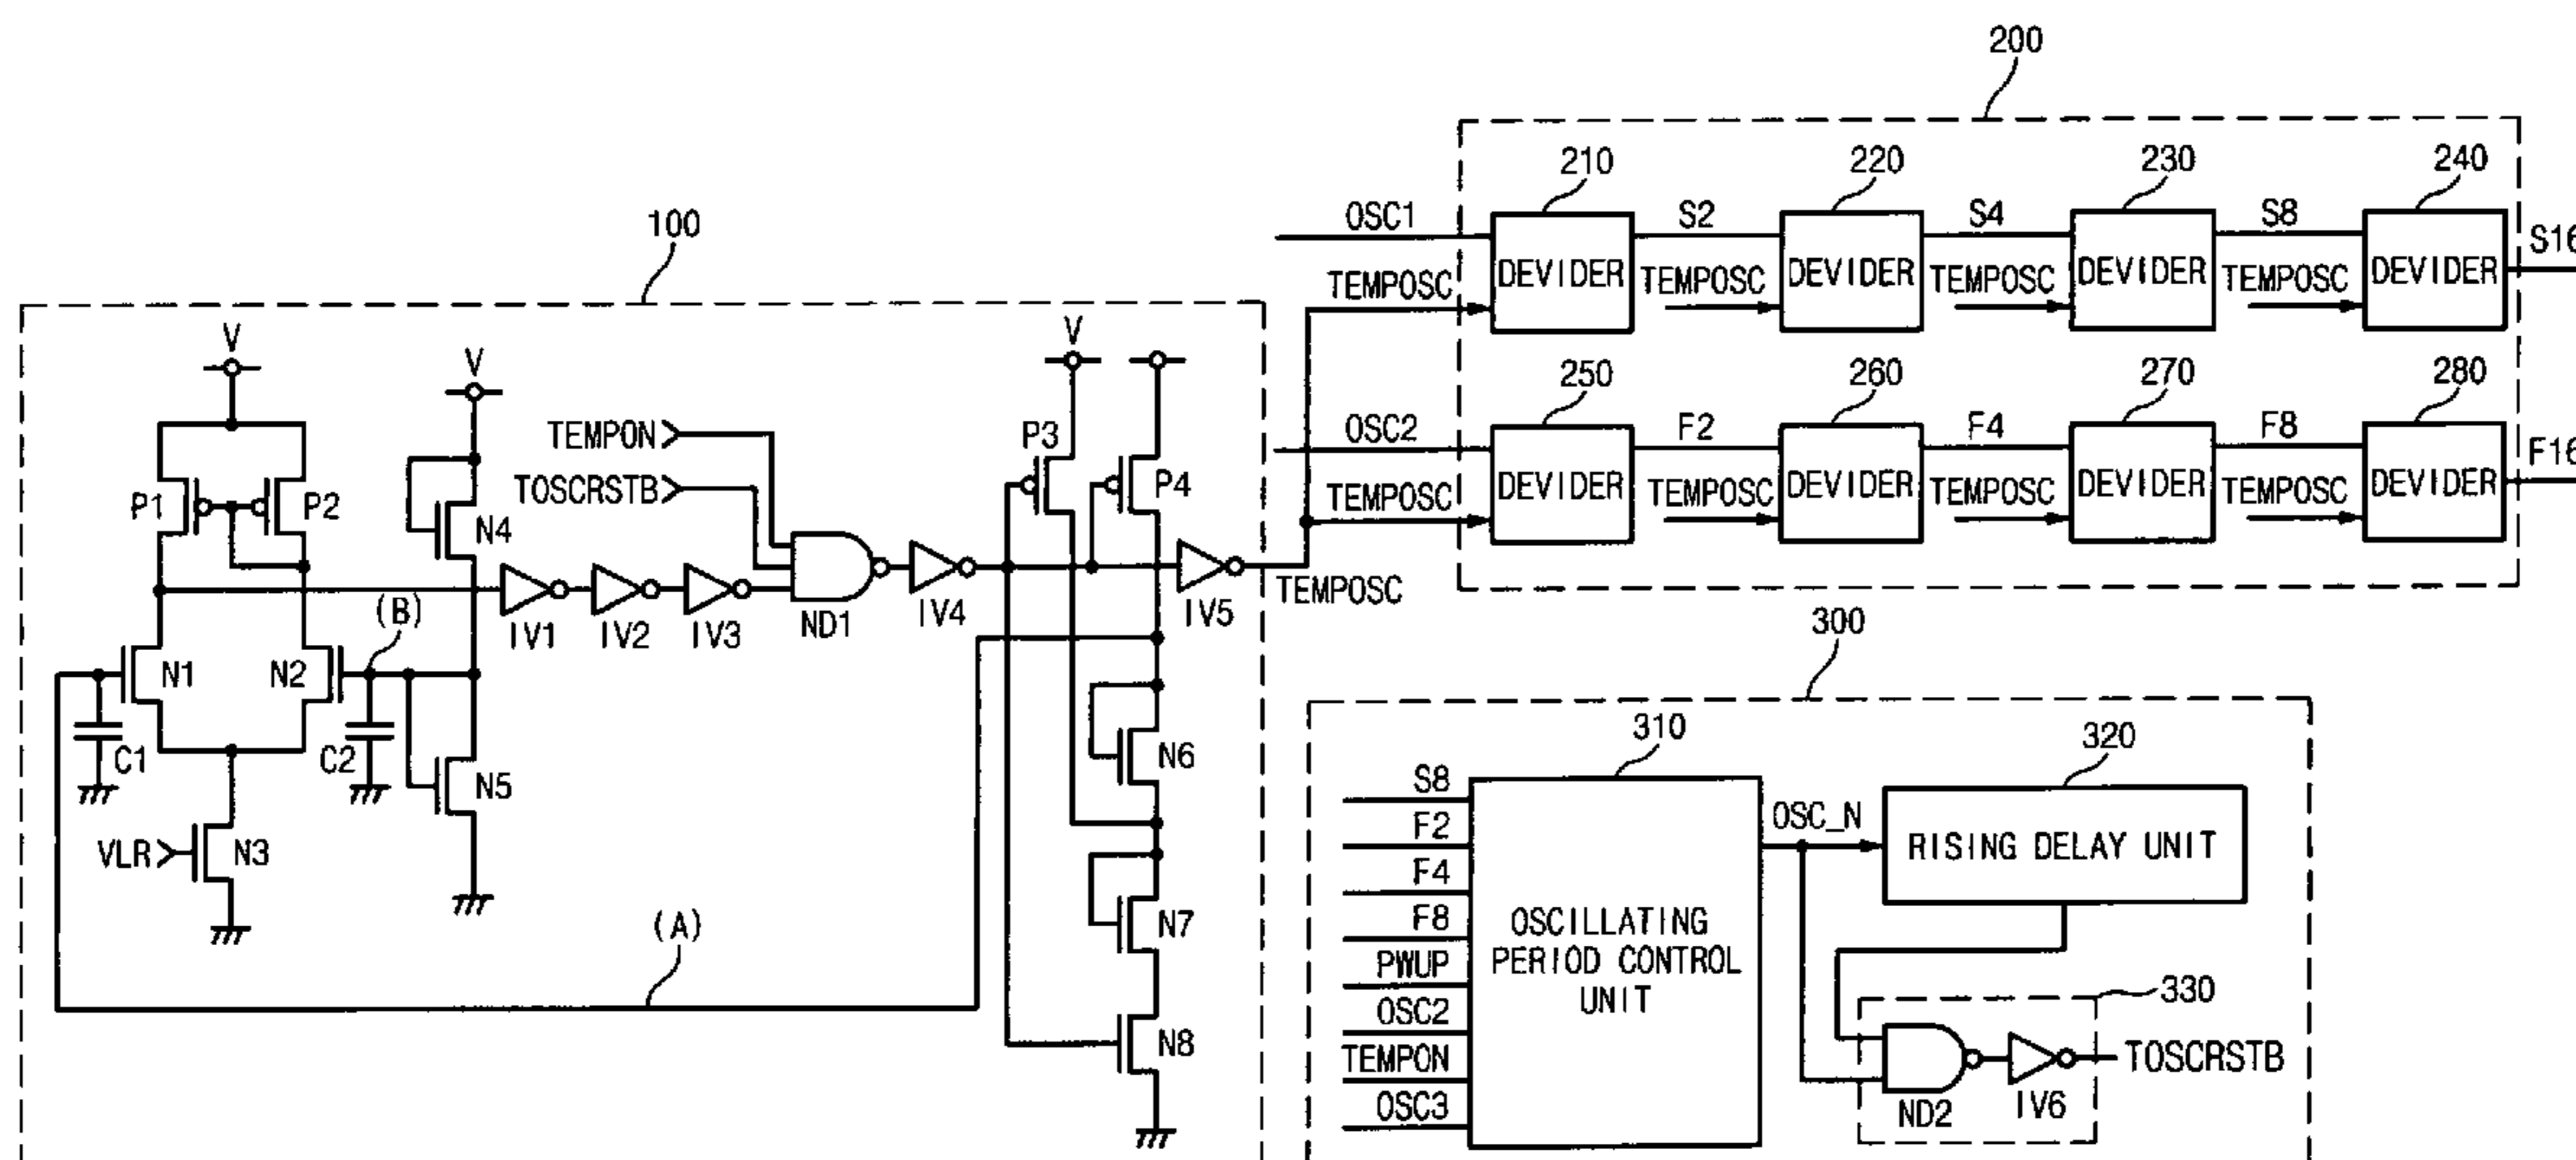 200
210
220
230
240
OSC1
S2
S4
S8
S16
TEMPOSC
DEVIDER
TEMPOSC
DEVIDER
TEMPOSC
DEVIDER
TEMPOSC
DEVIDER
250
260
270
280
OSC2
F2
F4
F8
F16
TEMPOSC
DEVIDER
TEMPOSC
DEVIDER
TEMPOSC
DEVIDER
TEMPOSC
DEVIDER
100
V
V
V
TEMPON
TOSCRSTB
P1
P2
N4
P3
P4
(B)
IV1
IV2
IV3
ND1
IV4
IV5
TEMPOSC
N1
N2
C1
C2
N5
VLR
N3
N6
N7
N8
(A)
300
310
320
S8
F2
F4
F8
PWUP
OSC2
TEMPON
OSC3
OSCILLATING
PERIOD CONTROL
UNIT
OSC_N
RISING DELAY UNIT
330
ND2
IV6
TOSCRSTB